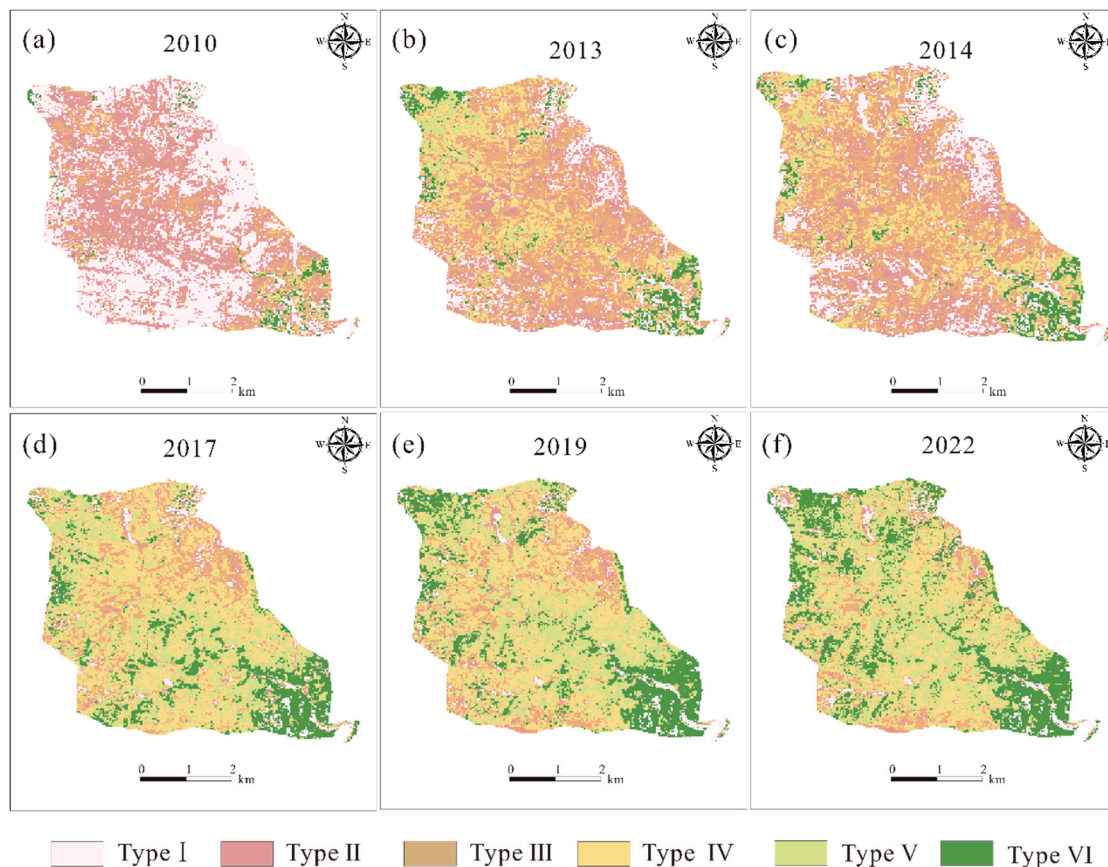 (a) 2010 N W E S
(b) 2013 N W E S
(c) 2014 N W E S
0 1 2 km
0 1 2 km
0 1 2 km
(d) 2017 N W E S
(e) 2019 N W E S
(f) 2022 N W E S
0 1 2 km
0 1 2 km
0 1 2 km
Type Ⅰ Type Ⅱ Type Ⅲ Type Ⅳ Type Ⅴ Type Ⅵ